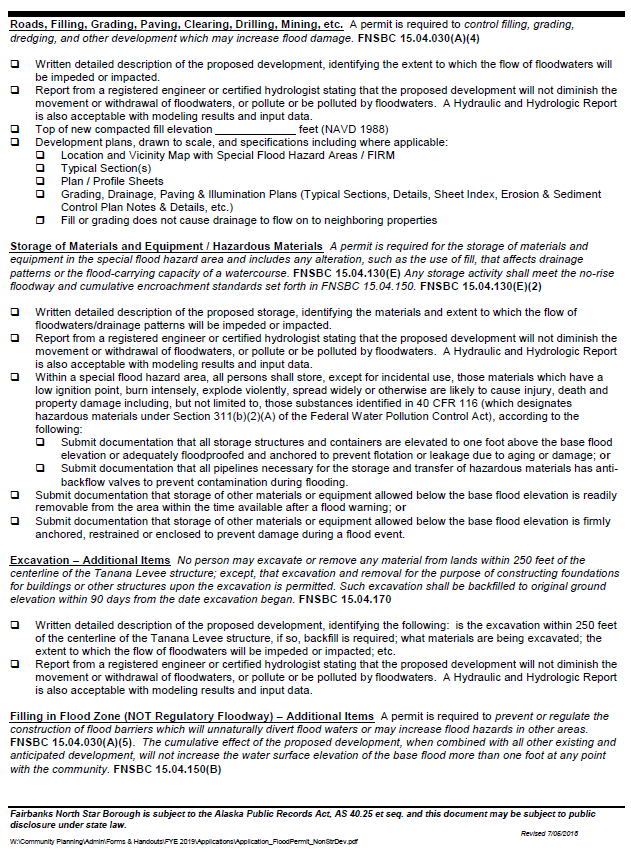 Roads, Filling, Grading, Paving, Clearing, Drilling, Mining, etc. A permit is required to control filling, grading,
dredging, and other development which may increase flood damage. FNSBC 15.04.030(A)(4)
❑ Written detailed description of the proposed development, identifying the extent to which the flow of floodwaters will
be impeded or impacted.
❑ Report from a registered engineer or certified hydrologist stating that the proposed development will not diminish the
movement or withdrawal of floodwaters, or pollute or be polluted by floodwaters. A Hydraulic and Hydrologic Report
is also acceptable with modeling results and input data.
❑ Top of new compacted fill elevation ______________ feet (NAVD 1988)
❑ Development plans, drawn to scale, and specifications including where applicable:
❑ Location and Vicinity Map with Special Flood Hazard Areas / FIRM
❑ Typical Section(s)
❑ Plan / Profile Sheets
❑ Grading, Drainage, Paving & Illumination Plans (Typical Sections, Details, Sheet Index, Erosion & Sediment
Control Plan Notes & Details, etc.)
❑ Fill or grading does not cause drainage to flow on to neighboring properties
Storage of Materials and Equipment / Hazardous Materials A permit is required for the storage of materials and
equipment in the special flood hazard area and includes any alteration, such as the use of fill, that affects drainage
patterns or the flood-carrying capacity of a watercourse. FNSBC 15.04.130(E) Any storage activity shall meet the no-rise
floodway and cumulative encroachment standards set forth in FNSBC 15.04.150. FNSBC 15.04.130(E)(2)
❑ Written detailed description of the proposed storage, identifying the materials and extent to which the flow of
floodwaters/drainage patterns will be impeded or impacted.
❑ Report from a registered engineer or certified hydrologist stating that the proposed development will not diminish the
movement or withdrawal of floodwaters, or pollute or be polluted by floodwaters. A Hydraulic and Hydrologic Report
is also acceptable with modeling results and input data.
❑ Within a special flood hazard area, all persons shall store, except for incidental use, those materials which have a
low ignition point, burn intensely, explode violently, spread widely or otherwise are likely to cause injury, death and
property damage including, but not limited to, those substances identified in 40 CFR 116 (which designates
hazardous materials under Section 311(b)(2)(A) of the Federal Water Pollution Control Act), according to the
following:
❑ Submit documentation that all storage structures and containers are elevated to one foot above the base flood
elevation or adequately floodproofed and anchored to prevent flotation or leakage due to aging or damage; or
❑ Submit documentation that all pipelines necessary for the storage and transfer of hazardous materials has anti-
backflow valves to prevent contamination during flooding.
❑ Submit documentation that storage of other materials or equipment allowed below the base flood elevation is readily
removable from the area within the time available after a flood warning; or
❑ Submit documentation that storage of other materials or equipment allowed below the base flood elevation is firmly
anchored, restrained or enclosed to prevent damage during a flood event.
Excavation – Additional Items No person may excavate or remove any material from lands within 250 feet of the
centerline of the Tanana Levee structure; except, that excavation and removal for the purpose of constructing foundations
for buildings or other structures upon the excavation is permitted. Such excavation shall be backfilled to original ground
elevation within 90 days from the date excavation began. FNSBC 15.04.170
❑ Written detailed description of the proposed development, identifying the following: is the excavation within 250 feet
of the centerline of the Tanana Levee structure, if so, backfill is required; what materials are being excavated; the
extent to which the flow of floodwaters will be impeded or impacted; etc.
❑ Report from a registered engineer or certified hydrologist stating that the proposed development will not diminish the
movement or withdrawal of floodwaters, or pollute or be polluted by floodwaters. A Hydraulic and Hydrologic Report
is also acceptable with modeling results and input data.
Filling in Flood Zone (NOT Regulatory Floodway) – Additional Items A permit is required to prevent or regulate the
construction of flood barriers which will unnaturally divert flood waters or may increase flood hazards in other areas.
FNSBC 15.04.030(A)(5). The cumulative effect of the proposed development, when combined with all other existing and
anticipated development, will not increase the water surface elevation of the base flood more than one foot at any point
with the community. FNSBC 15.04.150(B)
Fairbanks North Star Borough is subject to the Alaska Public Records Act, AS 40.25 et seq. and this document may be subject to public
disclosure under state law.
Revised 7/06/2018
W:\Community Planning\Admin\Forms & Handouts\FYE 2019\Applications\Application_FloodPermit_NonStrDev.pdf